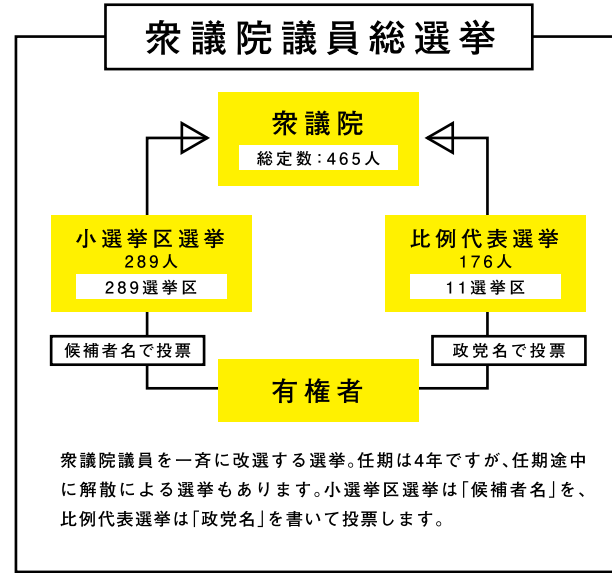 衆議院議員総選挙
衆議院
総定数：465人
小選挙区選挙
289人
289選挙区
比例代表選挙
176人
11選挙区
候補者名で投票
政党名で投票
有権者
衆議院議員を一斉に改選する選挙。任期は4年ですが、任期途中
に解散による選挙もあります。小選挙区選挙は「候補者名」を、
比例代表選挙は「政党名」を書いて投票します。